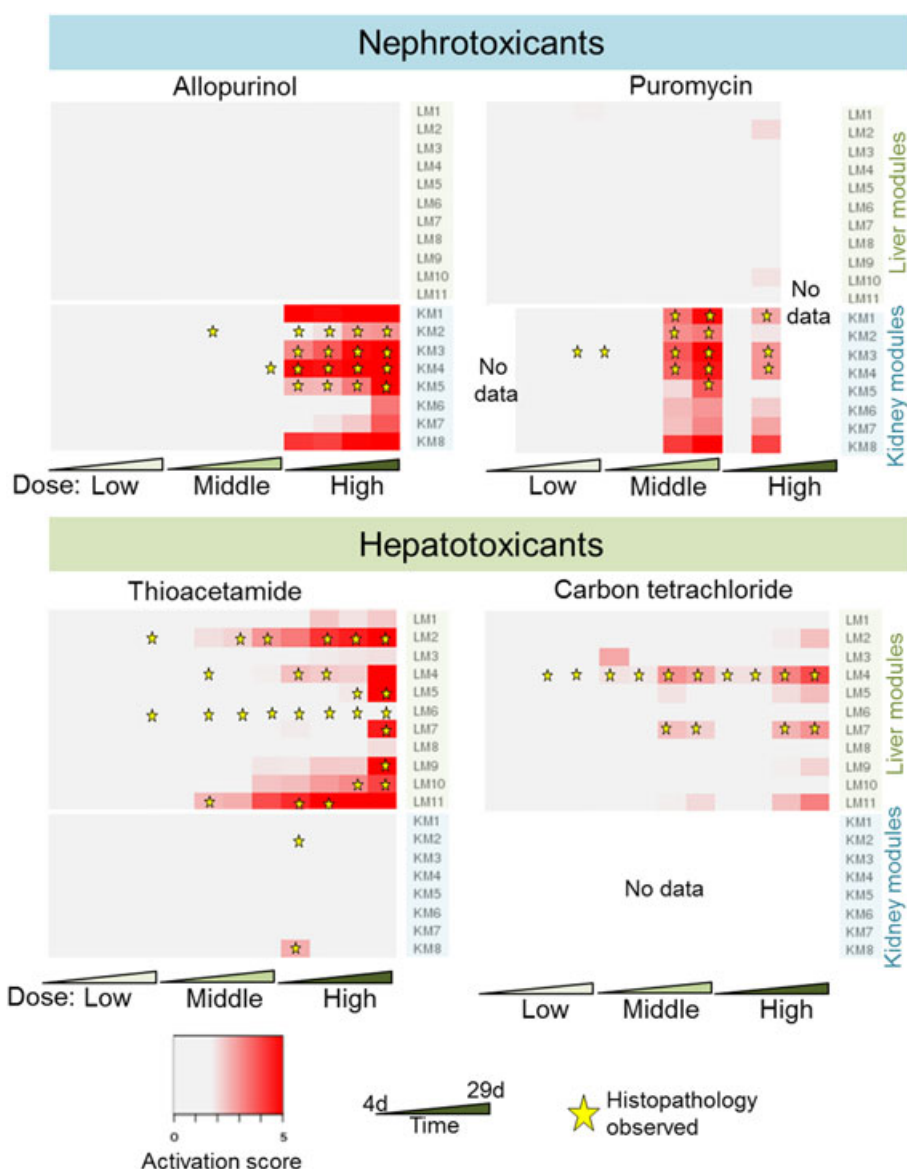 Nephrotoxicants
Allopurinol
Puromycin
LM1
LM2
LM3
LM4
LM5
LM6
LM7
LM8
LM9
LM10
LM11
KM1
KM2
KM3
KM4
KM5
KM6
KM7
KM8
No
data
No
data
LM1
LM2
LM3
LM4
LM5
LM6
LM7
LM8
LM9
LM10
LM11
KM1
KM2
KM3
KM4
KM5
KM6
KM7
KM8
Liver modules
Kidney modules
Dose: Low Middle High
Low Middle High
Hepatotoxicants
Thioacetamide
Carbon tetrachloride
LM1
LM2
LM3
LM4
LM5
LM6
LM7
LM8
LM9
LM10
LM11
KM1
KM2
KM3
KM4
KM5
KM6
KM7
KM8
No data
LM1
LM2
LM3
LM4
LM5
LM6
LM7
LM8
LM9
LM10
LM11
KM1
KM2
KM3
KM4
KM5
KM6
KM7
KM8
Liver modules
Kidney modules
Dose: Low Middle High
Low Middle High
0 5
Activation score
4d 29d
Time
Histopathology
observed